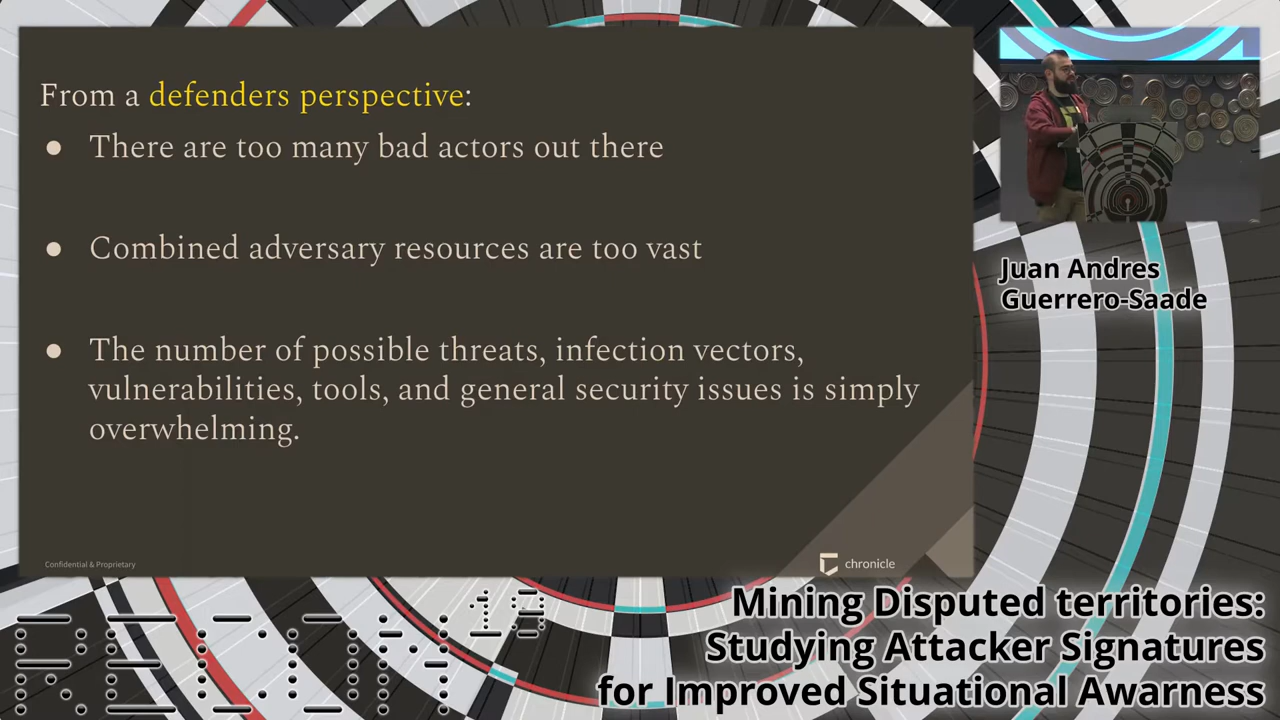 From a defenders perspective:
● There are too many bad actors out there
● Combined adversary resources are too vast
● The number of possible threats, infection vectors,
vulnerabilities, tools, and general security issues is simply
overwhelming.
Confidential & Proprietary
chronicle
Juan Andres
Guerrero-Saade
RECON 18
Mining Disputed territories:
Studying Attacker Signatures
for Improved Situational Awarness